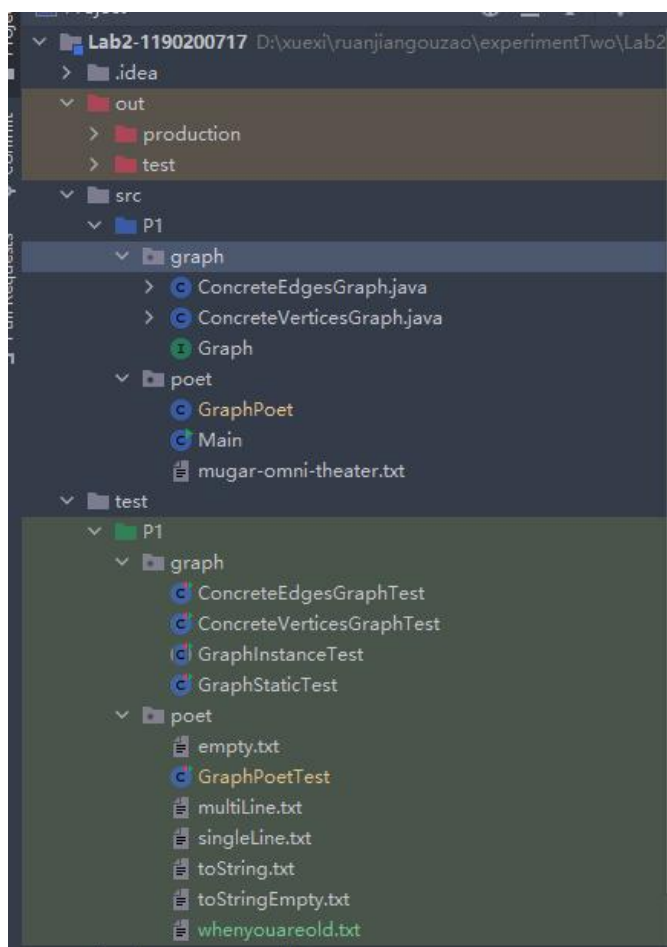 Lab2-1190200717 D:\xuexi\ruanjiangouzao\experimentTwo\Lab2
.idea
out
production
test
src
P1
graph
ConcreteEdgesGraph.java
ConcreteVerticesGraph.java
I Graph
poet
C GraphPoet
C Main
mugar-omni-theater.txt
test
P1
graph
ConcreteEdgesGraphTest
ConcreteVerticesGraphTest
GraphInstanceTest
GraphStaticTest
poet
empty.txt
GraphPoetTest
multiLine.txt
singleLine.txt
toString.txt
toStringEmpty.txt
whenyouareold.txt